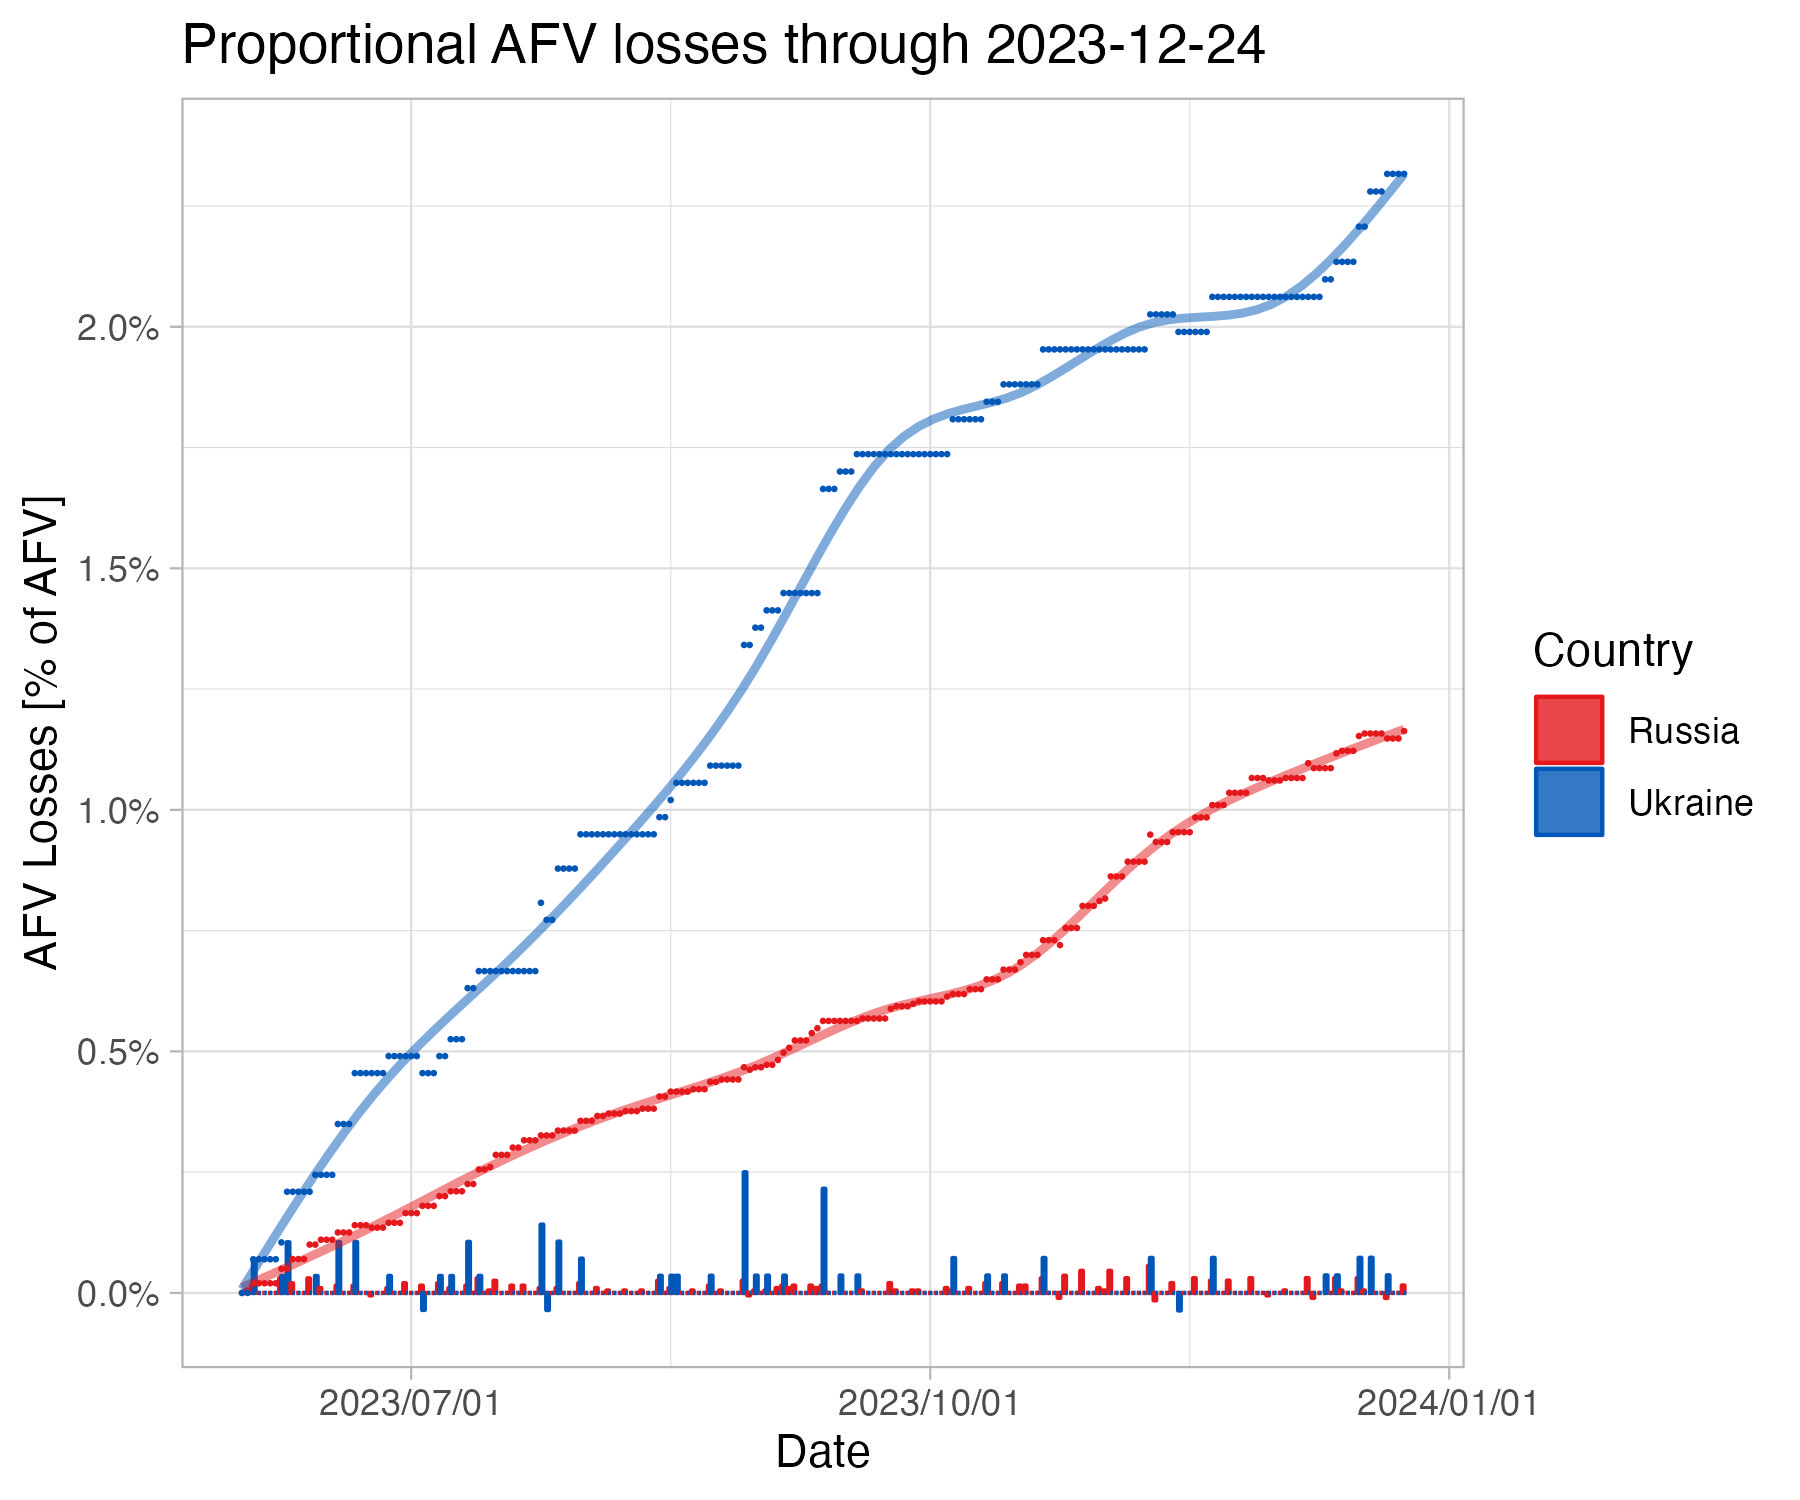 Proportional AFV losses through 2023-12-24
AFV Losses [% of AFV]
2.0%
1.5%
1.0%
0.5%
0.0%
2023/07/01
2023/10/01
2024/01/01
Date
Country
Russia
Ukraine